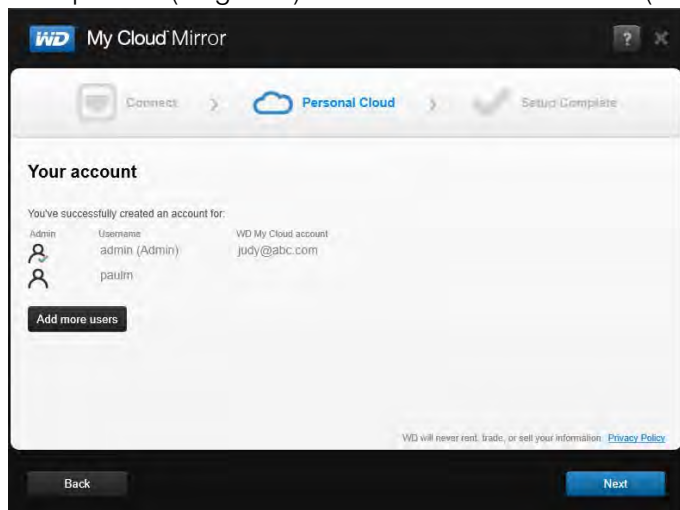 WD My Cloud Mirror ? ×
Connect > Personal Cloud > Setup Complete
Your account
You've successfully created an account for:
Admin Username WD My Cloud account
admin (Admin) judy@abc.com
paulm
Add more users
WD will never rent, trade, or sell your information. Privacy Policy
Back Next